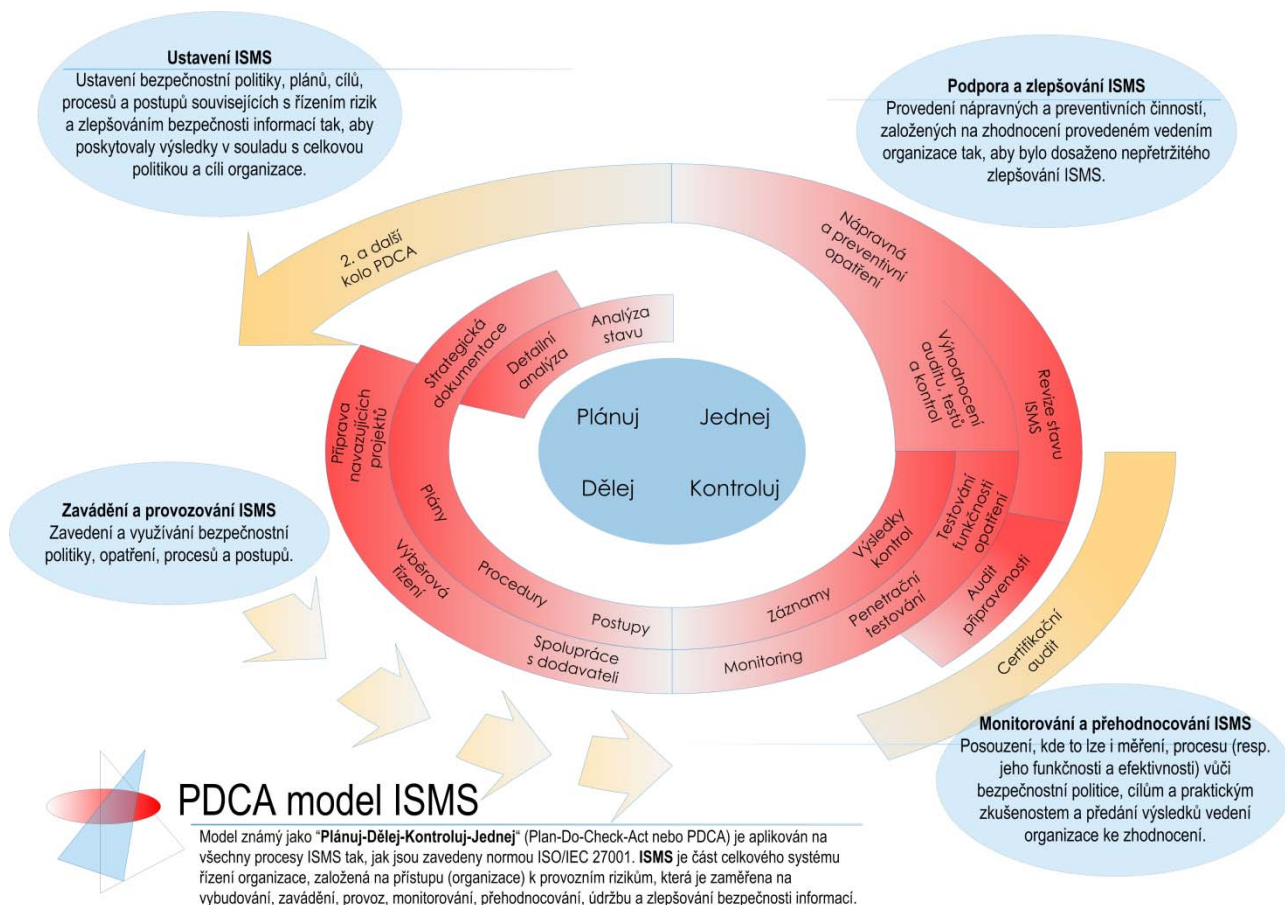 Ustavení ISMS
Ustavení bezpečnostní politiky, plánů, cílů,
procesů a postupů souvisejících s řízením rizik
a zlepšováním bezpečnosti informací tak, aby
poskytovaly výsledky v souladu s celkovou
politikou a cíli organizace.
Podpora a zlepšování ISMS
Provedení nápravných a preventivních činností,
založených na zhodnocení provedeném vedením
organizace tak, aby bylo dosaženo nepřetržitého
zlepšování ISMS.
2. a další
kolo PDCA
Nápravná
a preventivní
opatření
Strategická
dokumentace
Detailní
analýza
Analýza
stavu
Vyhodnocení
auditu, testů
a kontrol
Revize stavu
ISMS
Příprava
navazujících
projektů
Plánuj
Jednej
Dělej
Kontroluj
Zavádění a provozování ISMS
Zavedení a využívání bezpečnostní
politiky, opatření, procesů a postupů.
Plány
Procedury
Postupy
Výběrová
řízení
Spolupráce
s dodavateli
Záznamy
Výsledky
kontrol
Monitoring
Penetrační
testování
Testování
funkčnosti
opatření
Audit
připravenosti
Certifikační
audit
Monitorování a přehodnocování ISMS
Posouzení, kde to lze i měření, procesu (resp.
jeho funkčnosti a efektivnosti) vůči
bezpečnostní politice, cílům a praktickým
zkušenostem a předání výsledků vedení
organizace ke zhodnocení.
PDCA model ISMS
Model známý jako “Plánuj-Dělej-Kontroluj-Jednej“ (Plan-Do-Check-Act nebo PDCA) je aplikován na
všechny procesy ISMS tak, jak jsou zavedeny normou ISO/IEC 27001. ISMS je část celkového systému
řízení organizace, založená na přístupu (organizace) k provozním rizikům, která je zaměřena na
vybudování, zavádění, provoz, monitorování, přehodnocování, údržbu a zlepšování bezpečnosti informací.